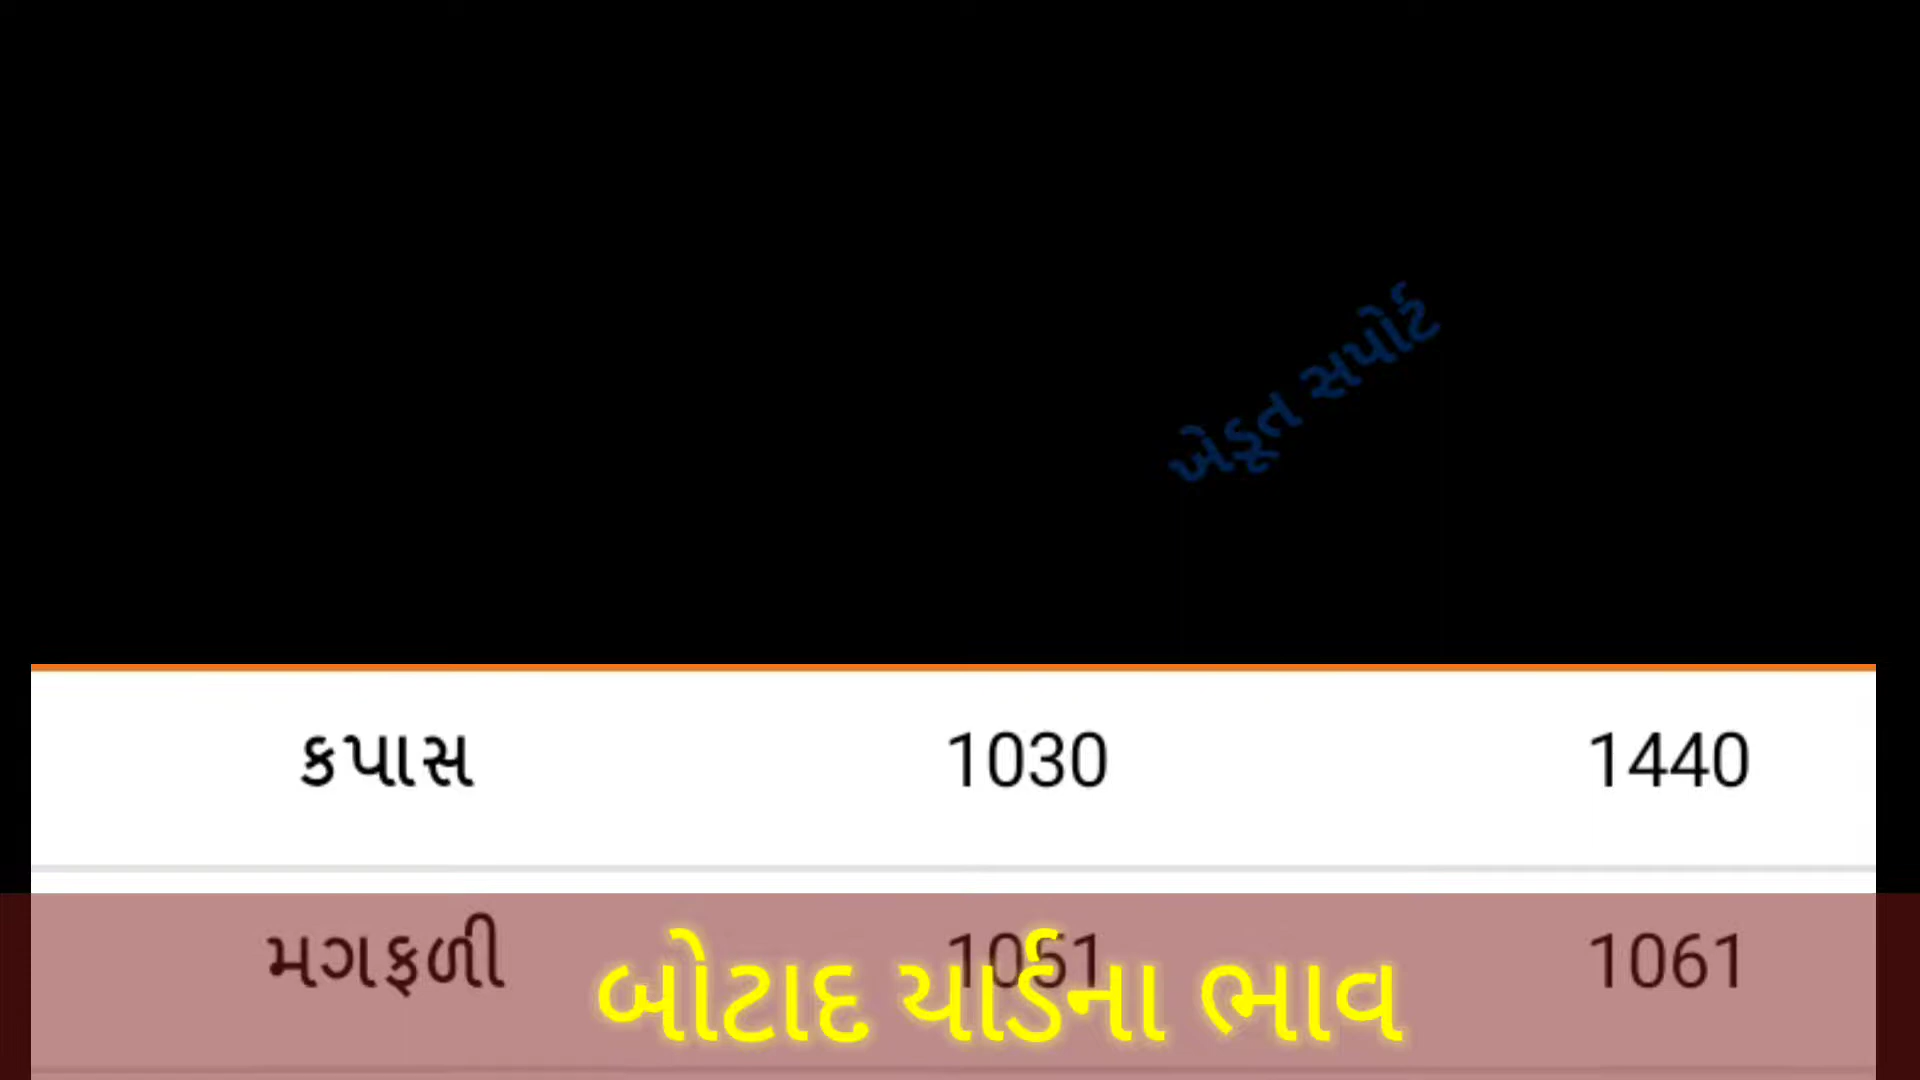 ખેડૂત સપોર્ટ
કપાસ 1030 1440
મગફળી 1061
બોટાદ યાર્ડના ભાવ